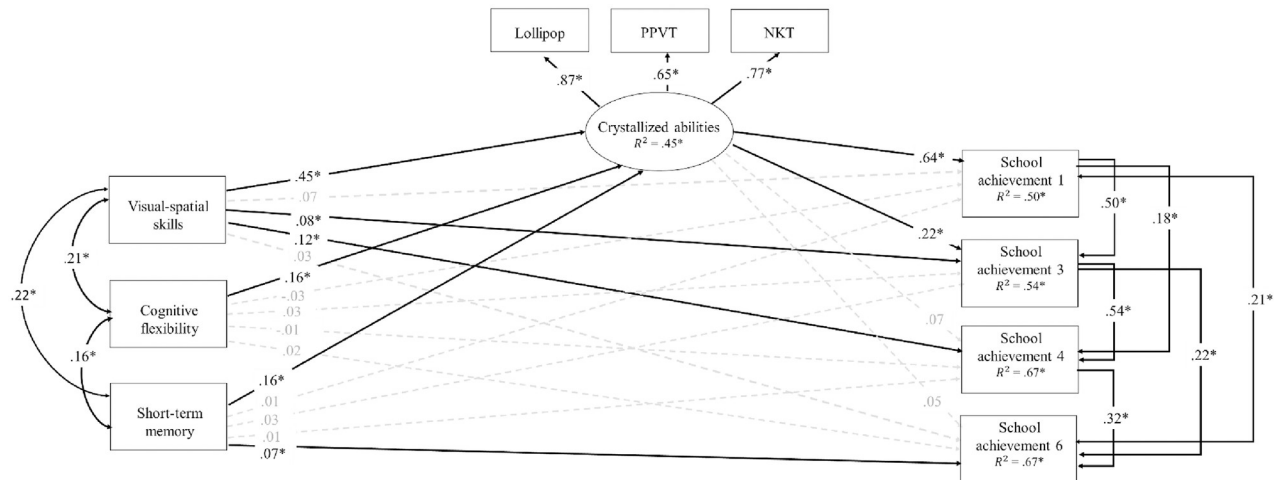 Lollipop
PPVT
NKT
.87*
.65*
.77*
Crystallized abilities
R² = .45*
Visual-spatial
skills
Cognitive
flexibility
Short-term
memory
.21*
.22*
.16*
.45*
.07
.08*
.12*
.03
.16*
-.03
.03
-.01
.02
.16*
.01
.03
.01
.07*
.64*
.22*
.07
.05
School
achievement 1
R² = .50*
School
achievement 3
R² = .54*
School
achievement 4
R² = .67*
School
achievement 6
R² = .67*
.50*
.18*
.54*
.21*
.22*
.32*